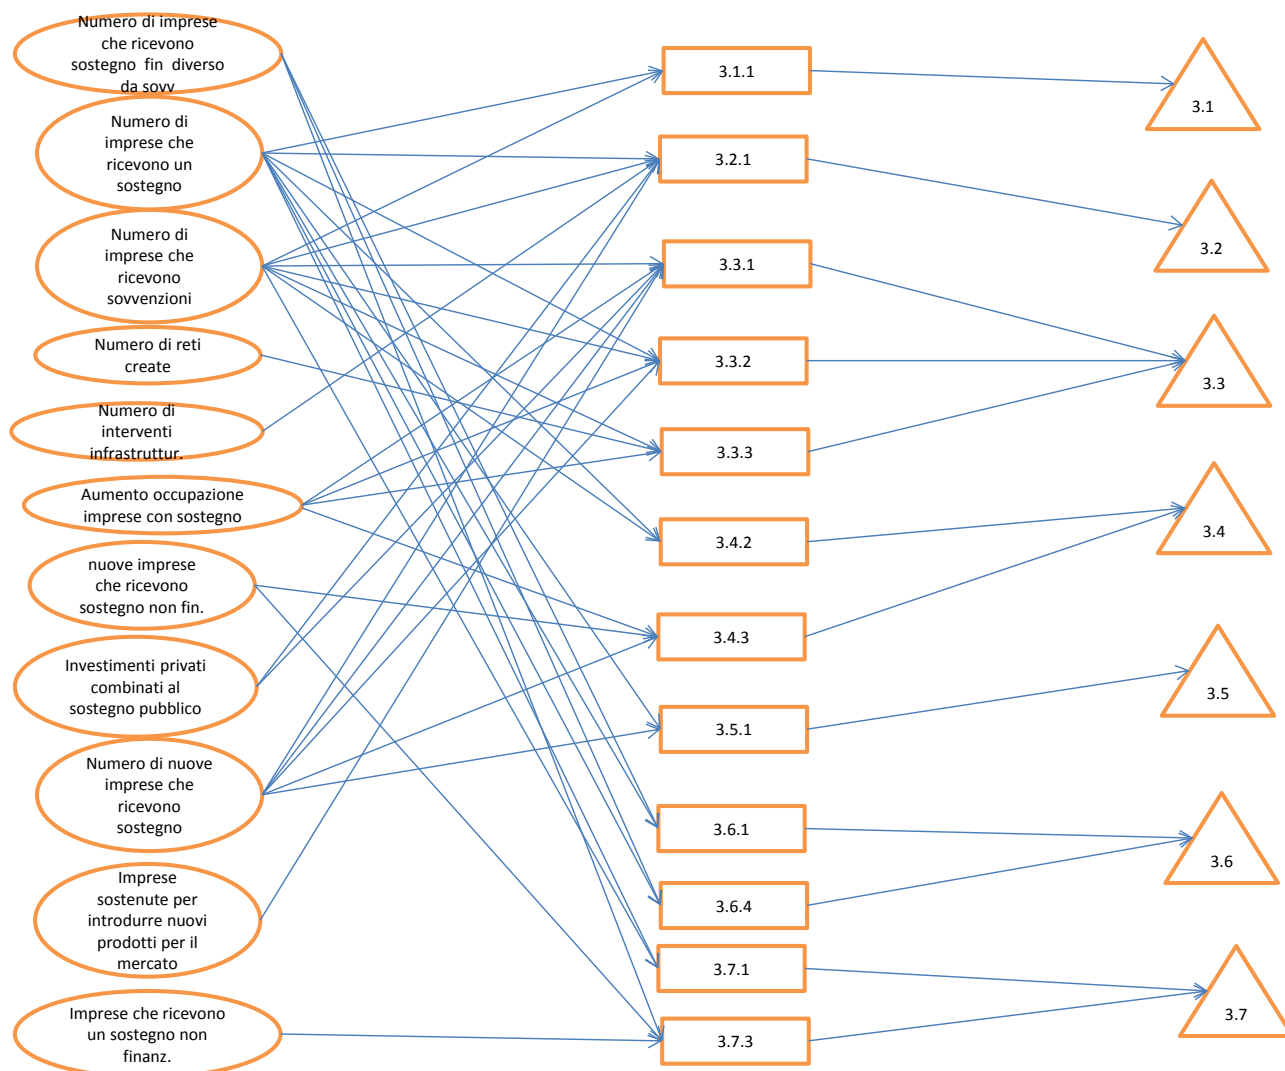 Numero di imprese
che ricevono
sostegno fin diverso
da sovv
Numero di
imprese che
ricevono un
sostegno
Numero di
imprese che
ricevono
sovvenzioni
Numero di reti
create
Numero di
interventi
infrastruttur.
Aumento occupazione
imprese con sostegno
nuove imprese
che ricevono
sostegno non fin.
Investimenti privati
combinati al
sostegno pubblico
Numero di nuove
imprese che
ricevono
sostegno
Imprese
sostenute per
introdurre nuovi
prodotti per il
mercato
Imprese che ricevono
un sostegno non
finanz.
3.1.1
3.2.1
3.3.1
3.3.2
3.3.3
3.4.2
3.4.3
3.5.1
3.6.1
3.6.4
3.7.1
3.7.3
3.1
3.2
3.3
3.4
3.5
3.6
3.7